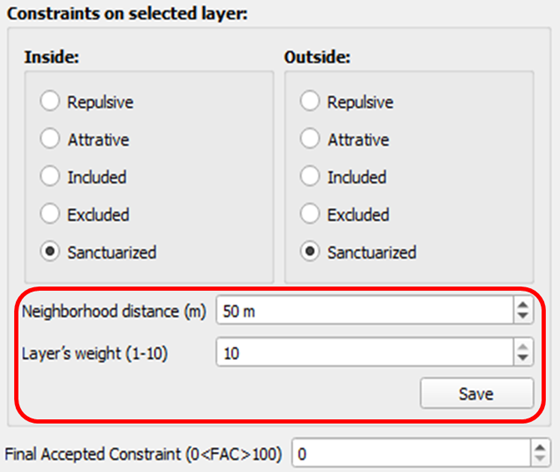 Constraints on selected layer:
Inside:
Outside:
Repulsive
Repulsive
Attrative
Attrative
Included
Included
Excluded
Excluded
Sanctuarized
Sanctuarized
Neighborhood distance (m) 50 m
Layer's weight (1-10) 10
Save
Final Accepted Constraint (0<FAC>100) 0